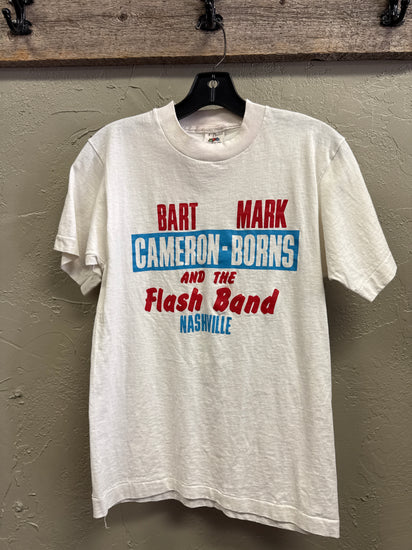 BART MARK
CAMERON-BORNS
AND THE
Flash Band
NASHVILLE